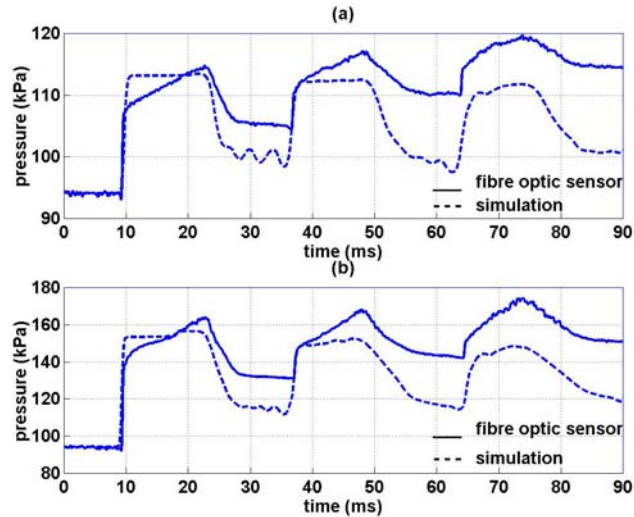 (a)
120
110
100
90
pressure (kPa)
fibre optic sensor
simulation
0 10 20 30 40 50 60 70 80 90
time (ms)
(b)
180
160
140
120
100
80
pressure (kPa)
fibre optic sensor
simulation
0 10 20 30 40 50 60 70 80 90
time (ms)